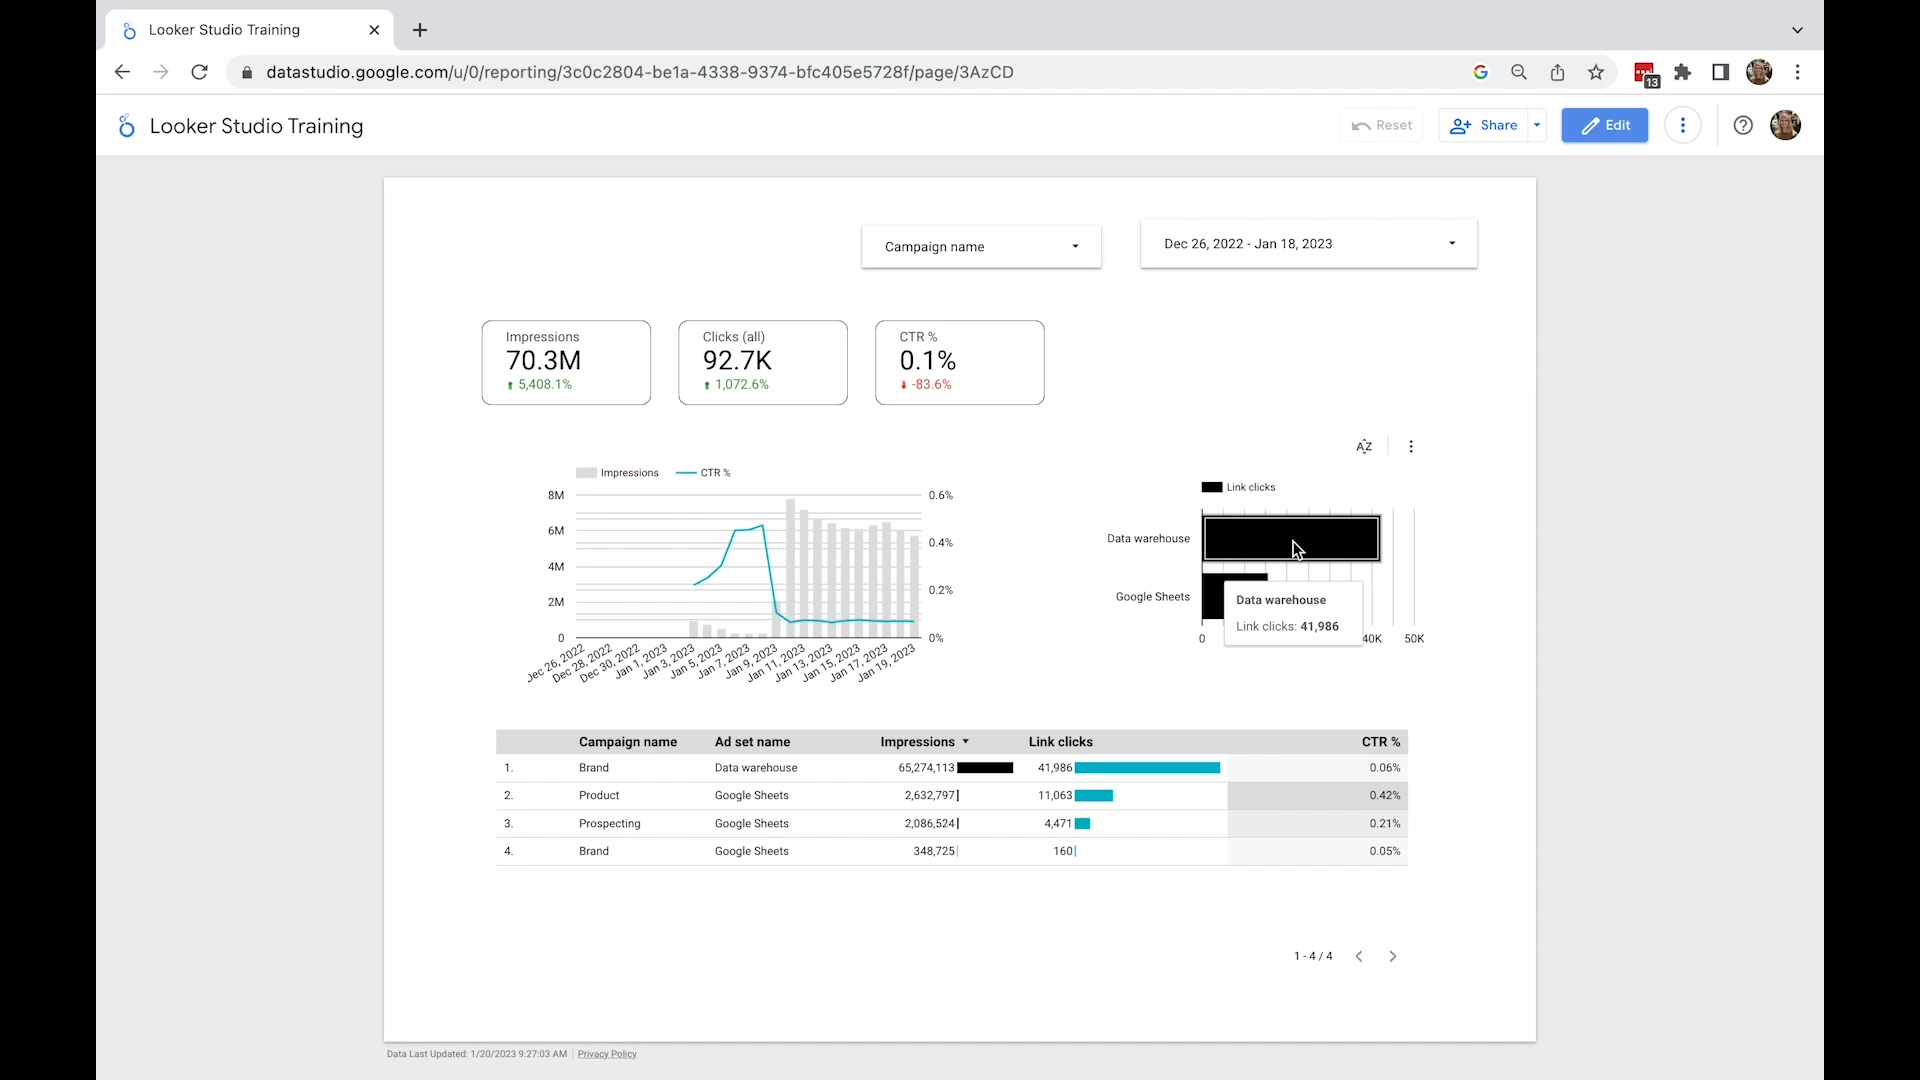 Looker Studio Training
datastudio.google.com/u/0/reporting/3c0c2804-be1a-4338-9374-bfc405e5728f/page/3AzCD
13
Looker Studio Training
Reset
Share
Edit
Campaign name
Dec 26, 2022 - Jan 18, 2023
Impressions
70.3M
5,408.1%
Clicks (all)
92.7K
1,072.6%
CTR %
0.1%
-83.6%
AZ
Impressions CTR %
8M
6M
4M
2M
0
0.6%
0.4%
0.2%
0%
Dec 26, 2022
Dec 28, 2022
Dec 30, 2022
Jan 1, 2023
Jan 3, 2023
Jan 5, 2023
Jan 7, 2023
Jan 9, 2023
Jan 11, 2023
Jan 13, 2023
Jan 15, 2023
Jan 17, 2023
Jan 19, 2023
Link clicks
Data warehouse
Google Sheets
Data warehouse
Link clicks: 41,986
0 40K 50K
Campaign name Ad set name Impressions Link clicks CTR %
1. Brand Data warehouse 65,274,113 41,986 0.06%
2. Product Google Sheets 2,632,797 11,063 0.42%
3. Prospecting Google Sheets 2,086,524 4,471 0.21%
4. Brand Google Sheets 348,725 160 0.05%
1 - 4 / 4
Data Last Updated: 1/20/2023 9:27:03 AM Privacy Policy